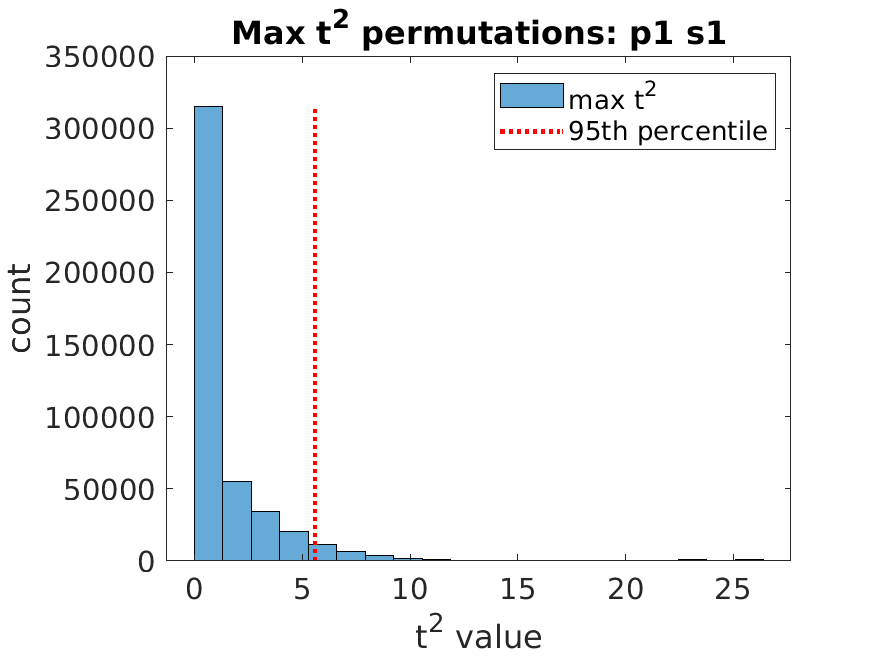 Max t² permutations: p1 s1
350000
300000
250000
200000
150000
100000
50000
0
count
max t²
95th percentile
0 5 10 15 20 25
t² value